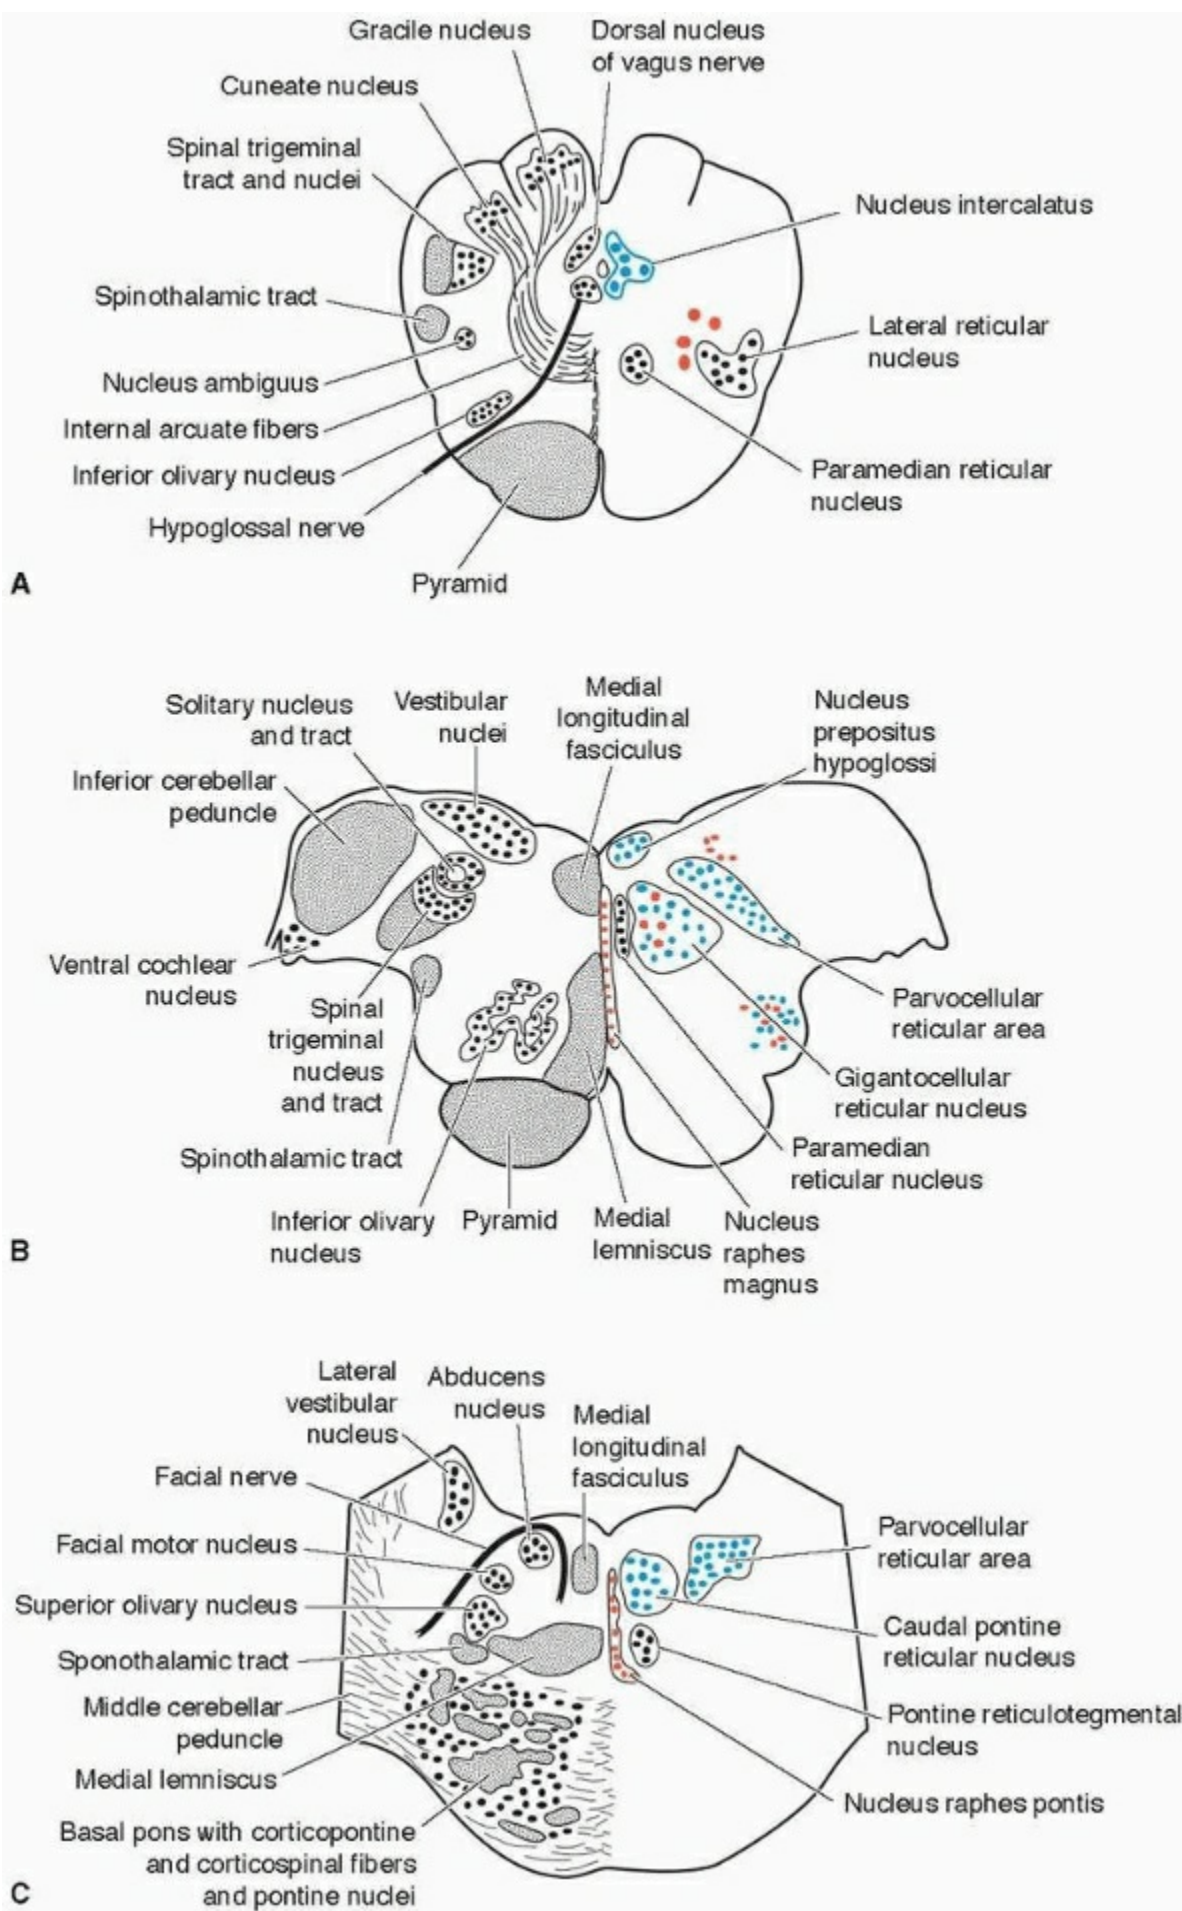 Gracile nucleus
Dorsal nucleus
of vagus nerve
Cuneate nucleus
Spinal trigeminal
tract and nuclei
Nucleus intercalatus
Spinothalamic tract
Lateral reticular
nucleus
Nucleus ambiguus
Internal arcuate fibers
Inferior olivary nucleus
Paramedian reticular
nucleus
Hypoglossal nerve
Pyramid
A
Solitary nucleus
and tract
Vestibular
nuclei
Medial
longitudinal
fasciculus
Nucleus
prepositus
hypoglossi
Inferior cerebellar
peduncle
Ventral cochlear
nucleus
Spinal
trigeminal
nucleus
and tract
Parvocellular
reticular area
Gigantocellular
reticular nucleus
Paramedian
reticular nucleus
Spinothalamic tract
Inferior olivary
nucleus
Pyramid
Medial
lemniscus
Nucleus
raphes
magnus
B
Lateral
vestibular
nucleus
Abducens
nucleus
Medial
longitudinal
fasciculus
Facial nerve
Facial motor nucleus
Parvocellular
reticular area
Superior olivary nucleus
Caudal pontine
reticular nucleus
Sponothalamic tract
Middle cerebellar
peduncle
Pontine reticulotegmental
nucleus
Medial lemniscus
Nucleus raphes pontis
Basal pons with corticopontine
and corticospinal fibers
and pontine nuclei
C